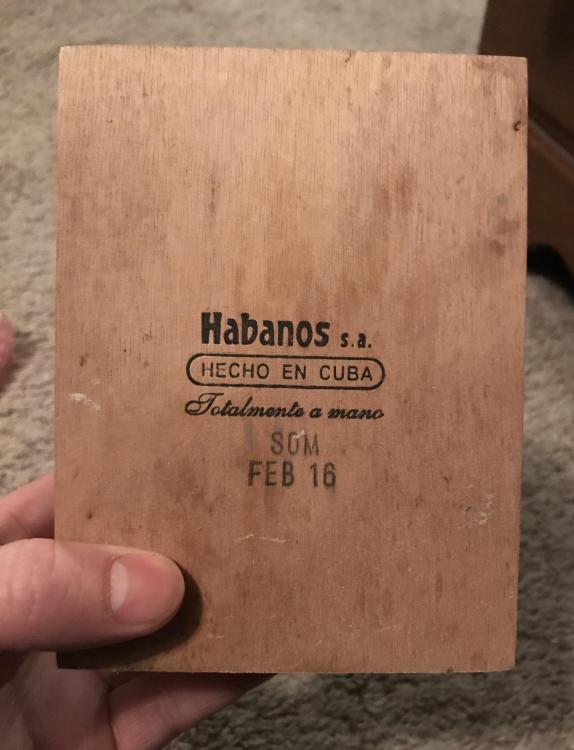 Habanos s.a.
HECHO EN CUBA
Totalmente a mano
SOM
FEB 16